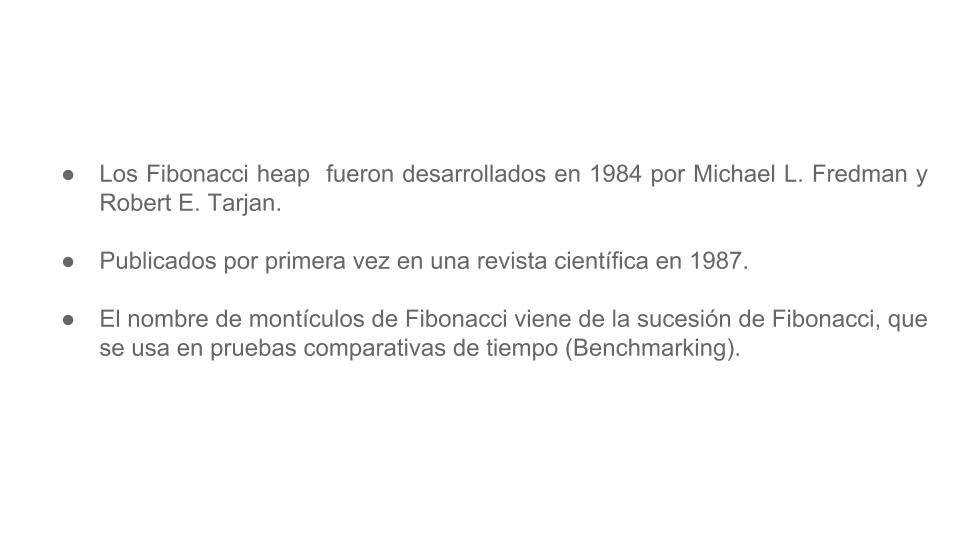 ● Los Fibonacci heap  fueron desarrollados en 1984 por Michael L. Fredman y
Robert E. Tarjan.
● Publicados por primera vez en una revista científica en 1987.
● El nombre de montículos de Fibonacci viene de la sucesión de Fibonacci, que
se usa en pruebas comparativas de tiempo (Benchmarking).